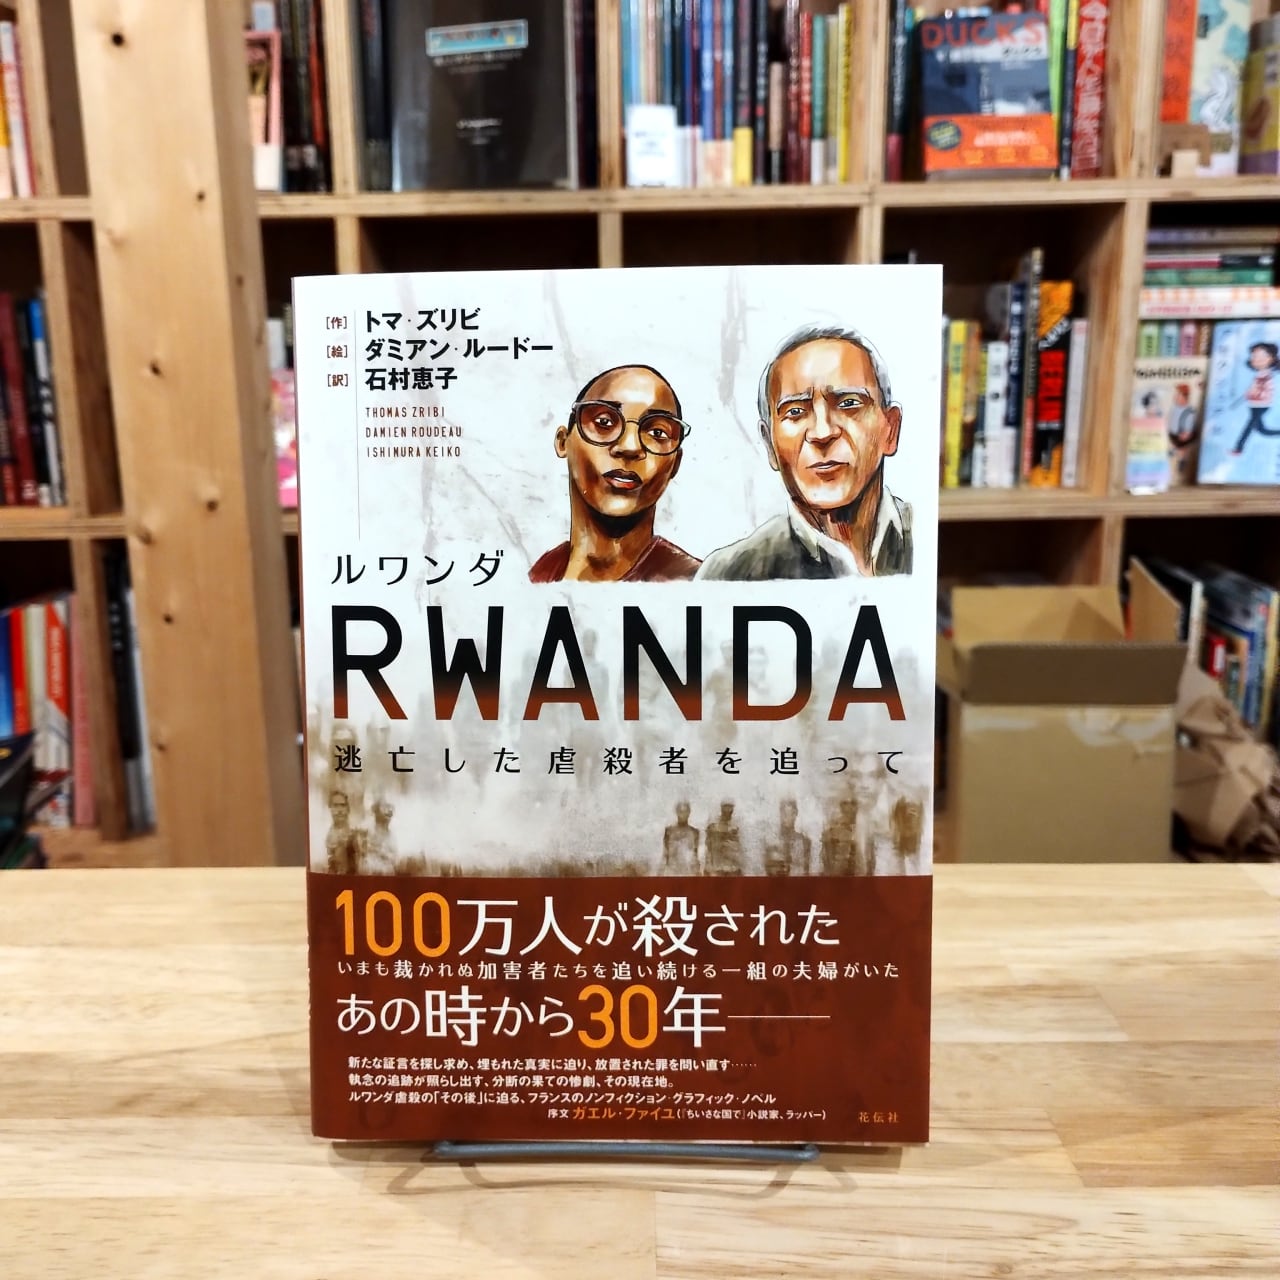 DUCKS
[作] トマ・ズリビ
[絵] ダミアン・ルードー
[訳] 石村恵子
THOMAS ZRIBI
DAMIEN ROUDEAU
ISHIMURA KEIKO
ルワンダ
RWANDA
逃亡した虐殺者を追って
100万人が殺された
いまも裁かれぬ加害者たちを追い続ける一組の夫婦がいた
あの時から30年――
新たな証言を探し求め、埋もれた真実に迫り、放置された罪を問い直す……
執念の追跡が照らし出す、分断の果ての惨劇、その現在地。
ルワンダ虐殺の「その後」に迫る、フランスのノンフィクション・グラフィック・ノベル
序文 ガエル・ファイユ(『ちいさな国で』小説家、ラッパー)
花伝社